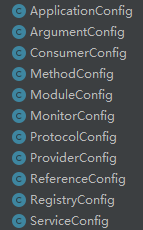 ApplicationConfig
ArgumentConfig
ConsumerConfig
MethodConfig
ModuleConfig
MonitorConfig
ProtocolConfig
ProviderConfig
ReferenceConfig
RegistryConfig
ServiceConfig